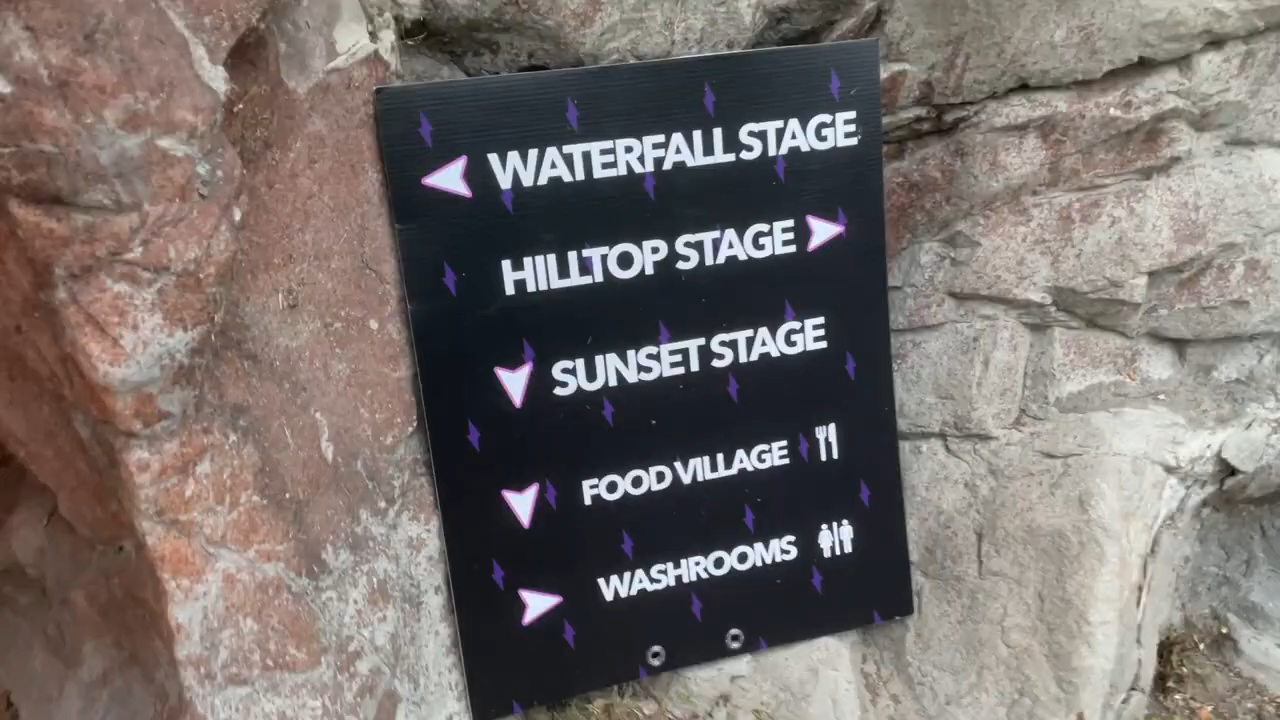 WATERFALL STAGE
HILLTOP STAGE
SUNSET STAGE
FOOD VILLAGE
WASHROOMS